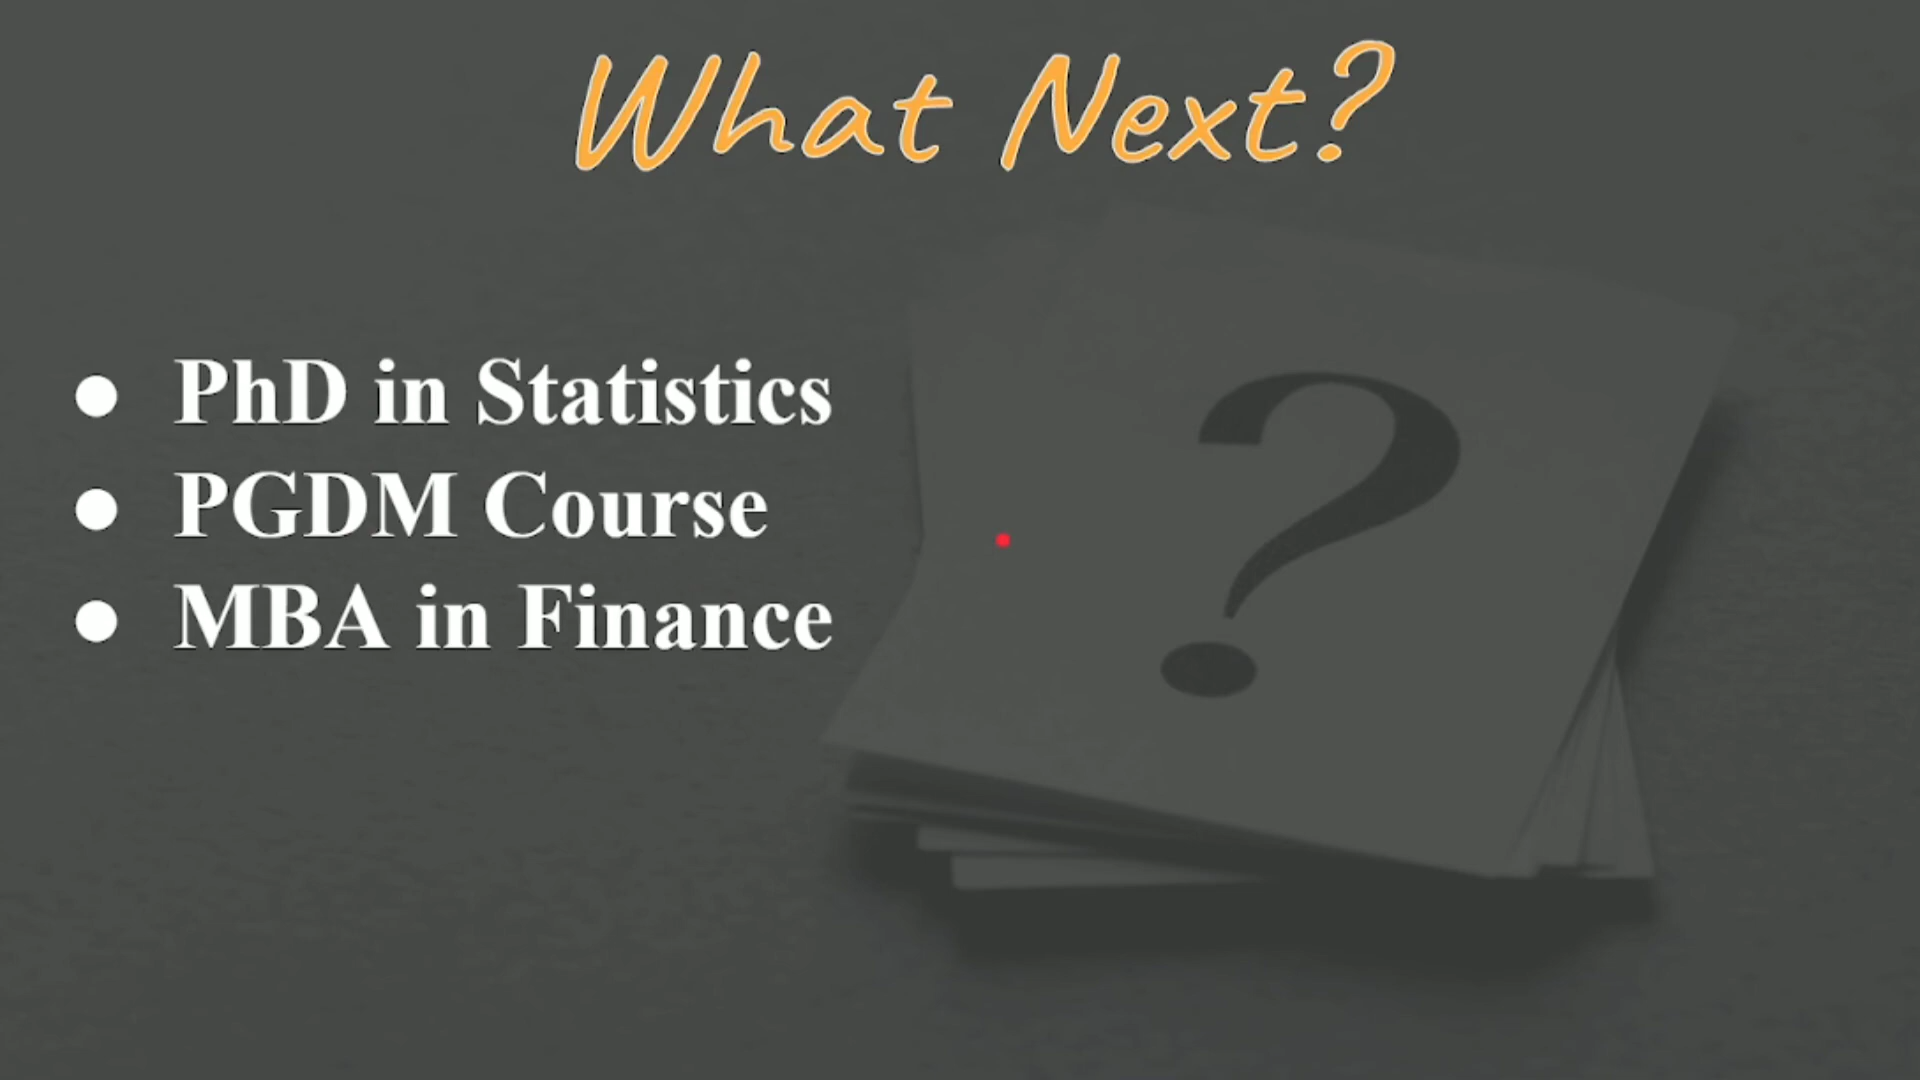 What Next?
● PhD in Statistics
● PGDM Course
● MBA in Finance
?